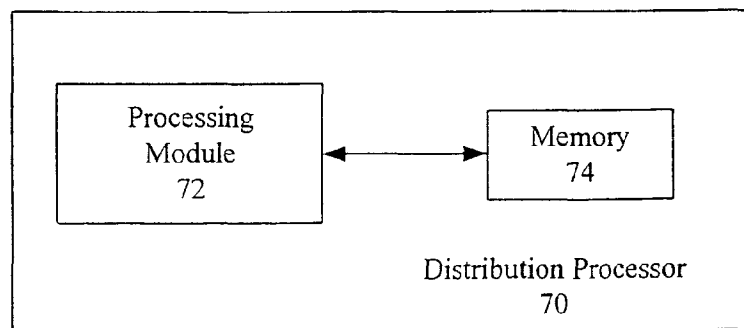 Processing
Module
72
Memory
74
Distribution Processor
70